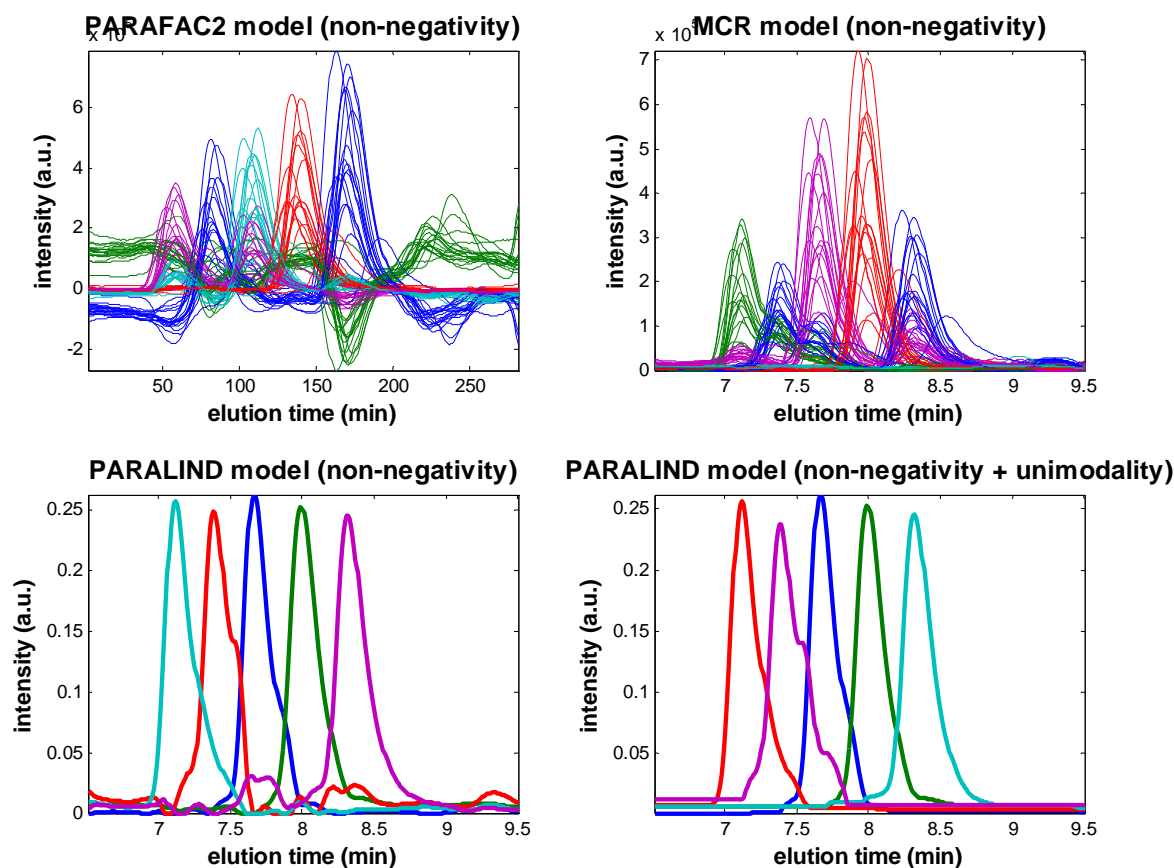 PARAFAC2 model (non-negativity)
x 10
6
4
2
0
-2
50 100 150 200 250
intensity (a.u.)
elution time (min)
MCR model (non-negativity)
x 10^5
7
6
5
4
3
2
1
0
7 7.5 8 8.5 9 9.5
intensity (a.u.)
elution time (min)
PARALIND model (non-negativity)
0.25
0.2
0.15
0.1
0.05
0
7 7.5 8 8.5 9 9.5
intensity (a.u.)
elution time (min)
PARALIND model (non-negativity + unimodality)
0.25
0.2
0.15
0.1
0.05
7 7.5 8 8.5 9 9.5
intensity (a.u.)
elution time (min)